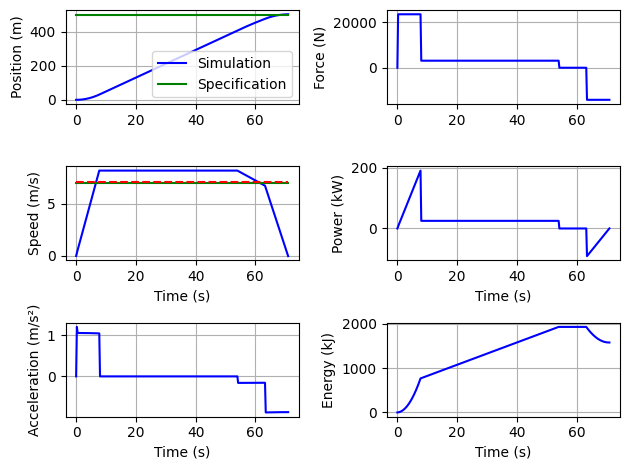 Position (m)
400
200
0
0 20 40 60
Simulation
Specification
Force (N)
20000
0
0 20 40 60
Speed (m/s)
5
0
0 20 40 60
Time (s)
Power (kW)
200
0
0 20 40 60
Time (s)
Acceleration (m/s²)
1
0
0 20 40 60
Time (s)
Energy (kJ)
2000
1000
0
0 20 40 60
Time (s)